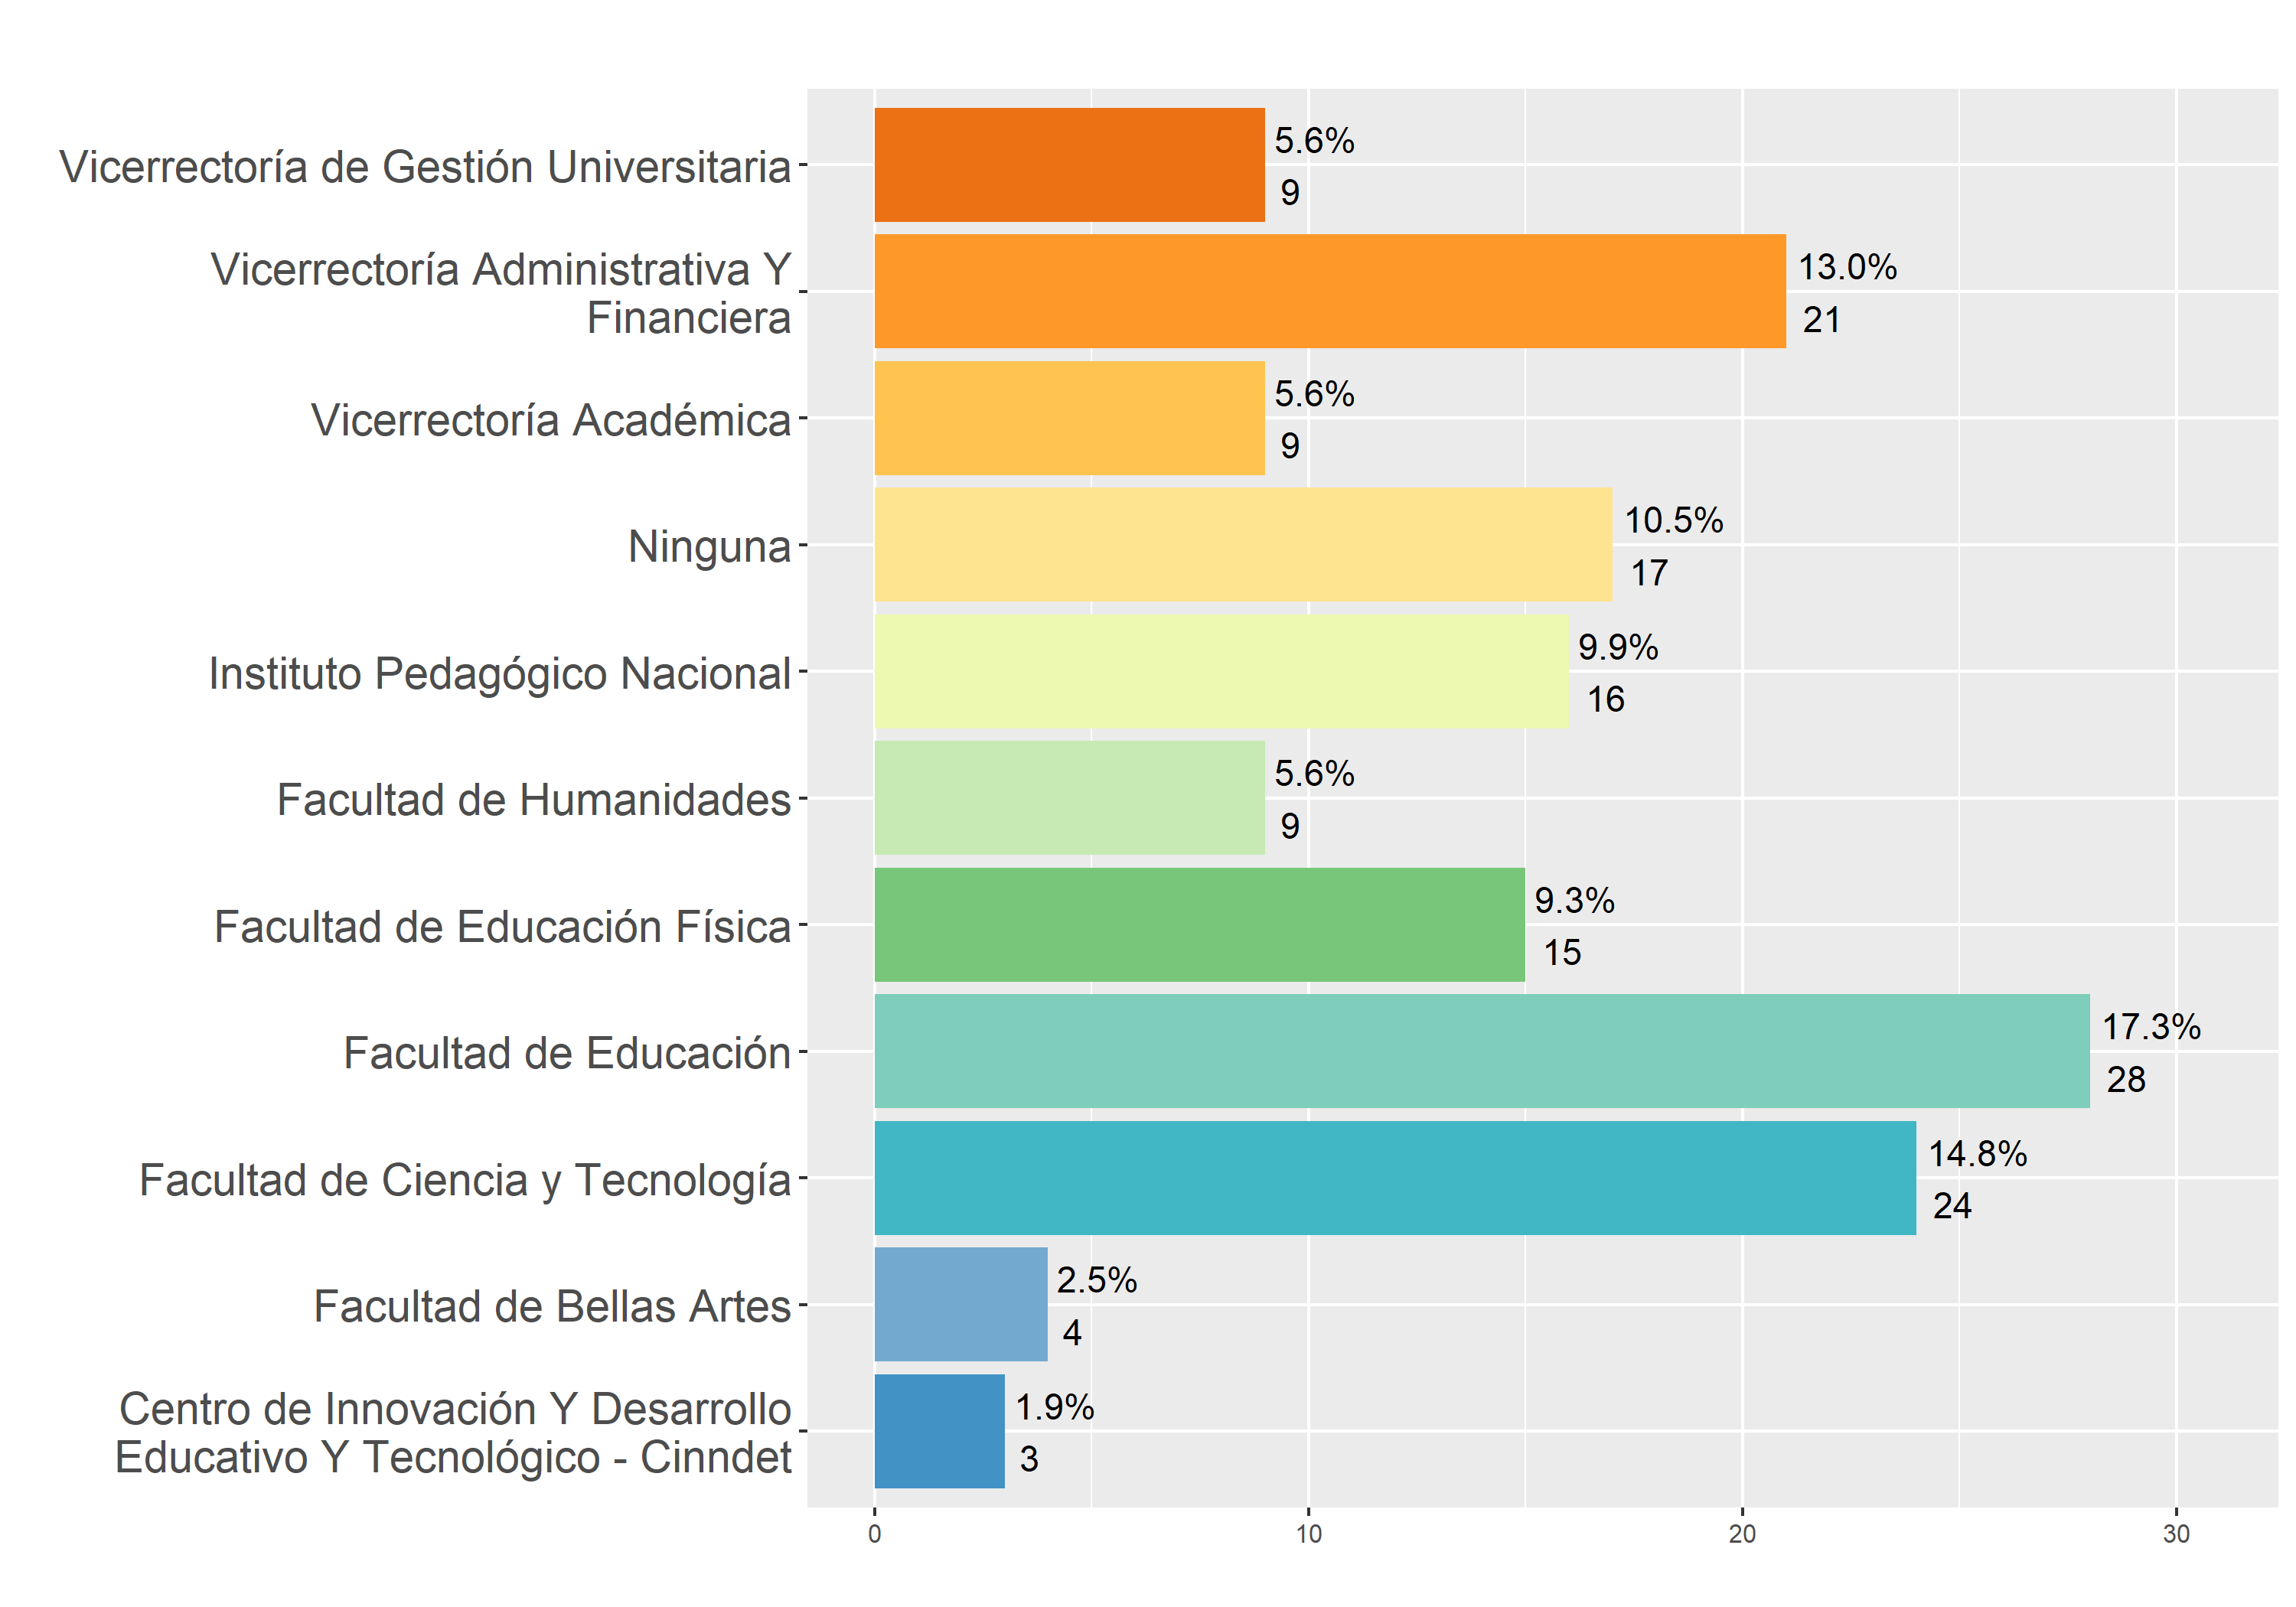 Vicerrectoría de Gestión Universitaria
5.6%
9
Vicerrectoría Administrativa Y
Financiera
13.0%
21
Vicerrectoría Académica
5.6%
9
Ninguna
10.5%
17
Instituto Pedagógico Nacional
9.9%
16
Facultad de Humanidades
5.6%
9
Facultad de Educación Física
9.3%
15
Facultad de Educación
17.3%
28
Facultad de Ciencia y Tecnología
14.8%
24
Facultad de Bellas Artes
2.5%
4
Centro de Innovación Y Desarrollo
Educativo Y Tecnológico - Cinndet
1.9%
3
0 10 20 30